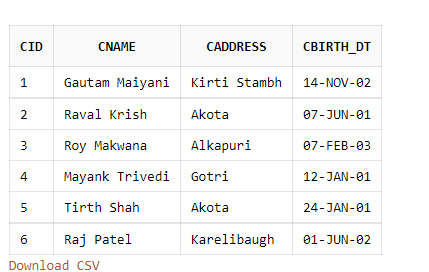 CID CNAME CADDRESS CBIRTH_DT
1 Gautam Maiyani Kirti Stambh 14-NOV-02
2 Raval Krish Akota 07-JUN-01
3 Roy Makwana Alkapuri 07-FEB-03
4 Mayank Trivedi Gotri 12-JAN-01
5 Tirth Shah Akota 24-JAN-01
6 Raj Patel Karelibaugh 01-JUN-02
Download CSV